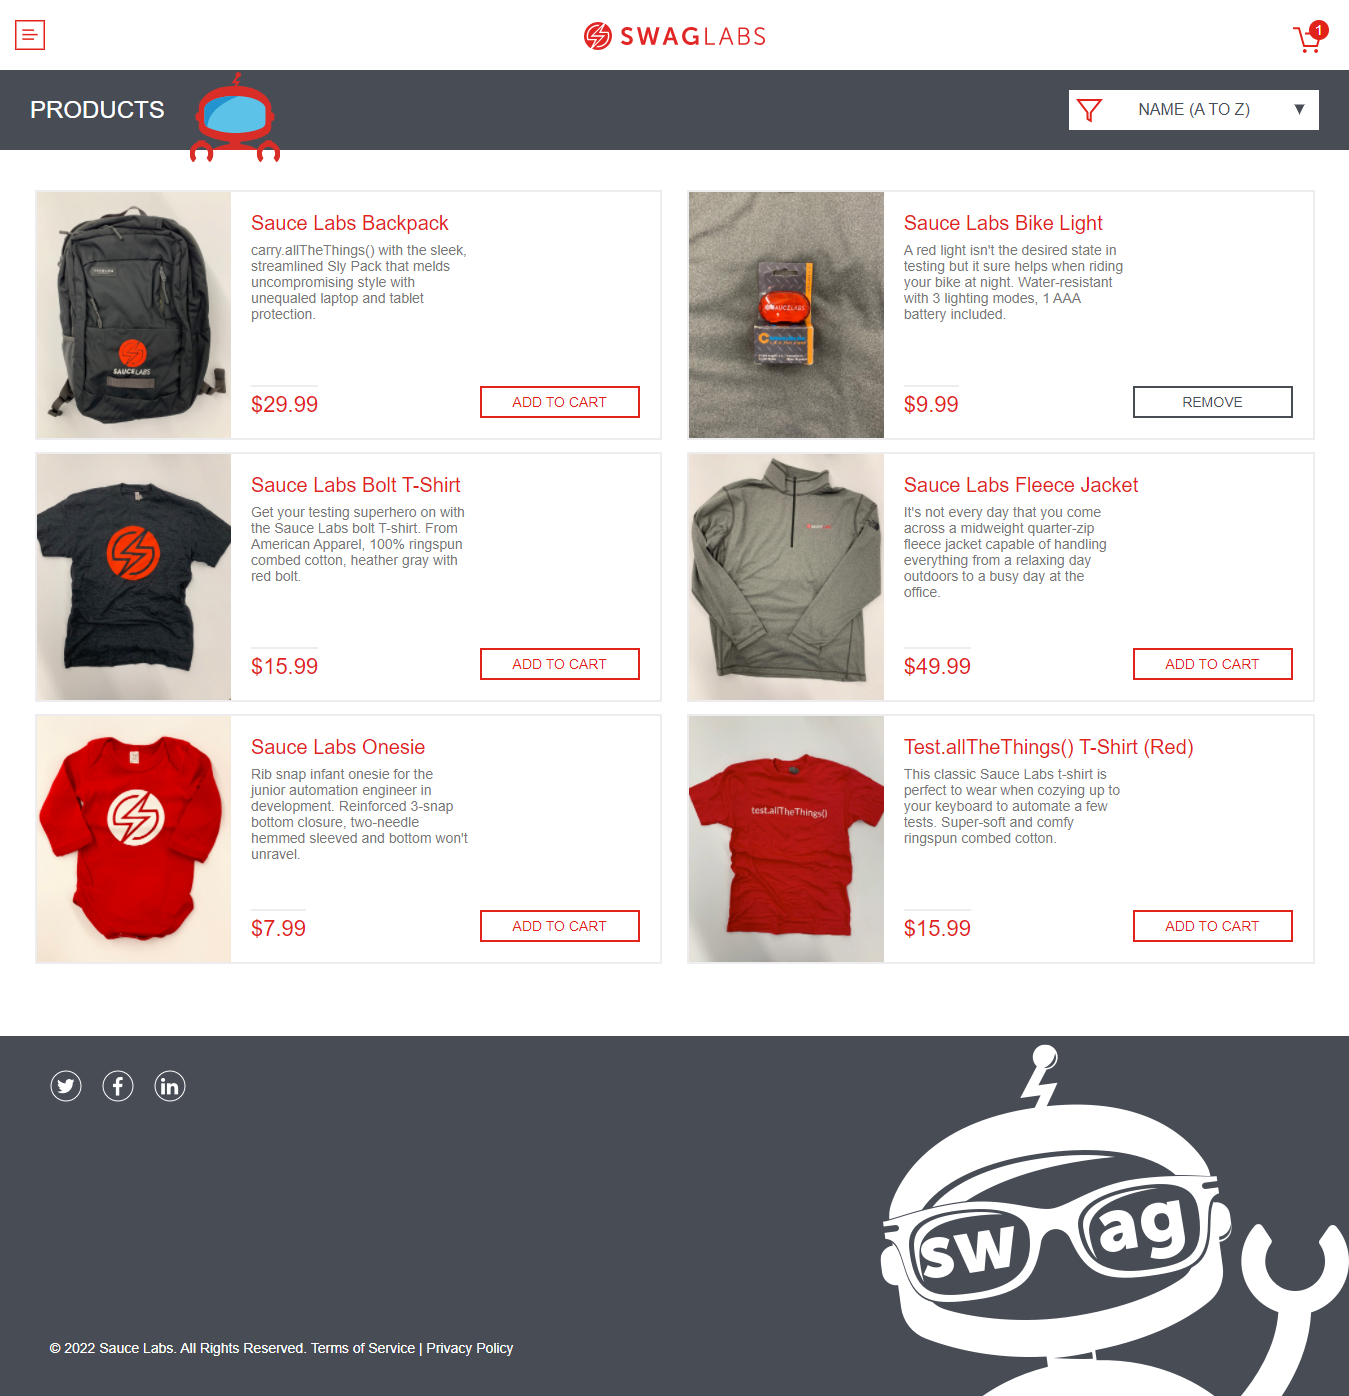 SWAGLABS
1
PRODUCTS
NAME (A TO Z)
Sauce Labs Backpack
carry.allTheThings() with the sleek,
streamlined Sly Pack that melds
uncompromising style with
unequaled laptop and tablet
protection.
$29.99
ADD TO CART
SAUCELABS
Sauce Labs Bike Light
A red light isn't the desired state in
testing but it sure helps when riding
your bike at night. Water-resistant
with 3 lighting modes, 1 AAA
battery included.
$9.99
REMOVE
SAUCELABS
Sauce Labs Bolt T-Shirt
Get your testing superhero on with
the Sauce Labs bolt T-shirt. From
American Apparel, 100% ringspun
combed cotton, heather gray with
red bolt.
$15.99
ADD TO CART
Sauce Labs Fleece Jacket
It's not every day that you come
across a midweight quarter-zip
fleece jacket capable of handling
everything from a relaxing day
outdoors to a busy day at the
office.
$49.99
ADD TO CART
Sauce Labs Onesie
Rib snap infant onesie for the
junior automation engineer in
development. Reinforced 3-snap
bottom closure, two-needle
hemmed sleeved and bottom won't
unravel.
$7.99
ADD TO CART
Test.allTheThings() T-Shirt (Red)
This classic Sauce Labs t-shirt is
perfect to wear when cozying up to
your keyboard to automate a few
tests. Super-soft and comfy
ringspun combed cotton.
$15.99
ADD TO CART
test.allTheThings()
swag
© 2022 Sauce Labs. All Rights Reserved. Terms of Service | Privacy Policy